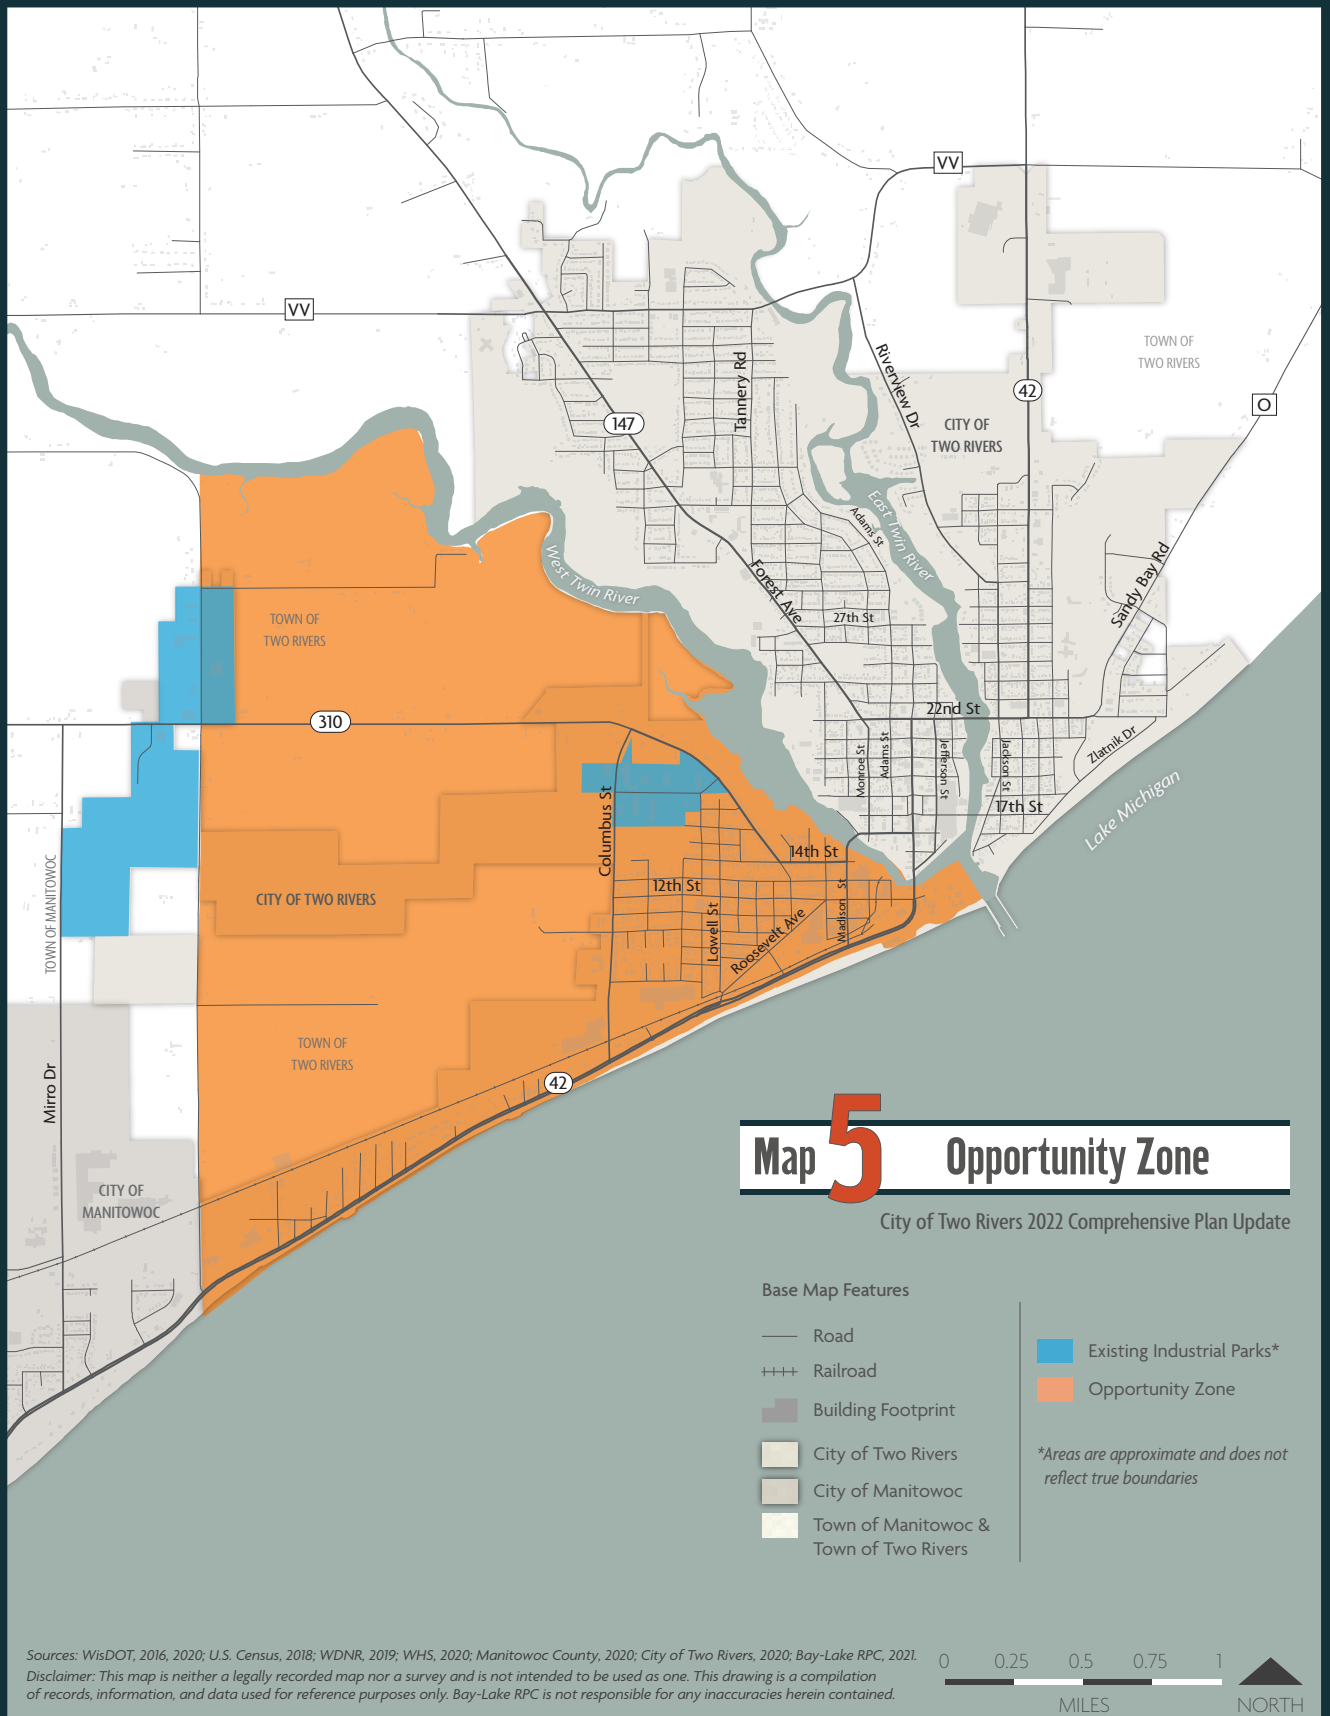 VV
VV
TOWN OF
TWO RIVERS
Riverview Dr
Tannery Rd
42
O
147
CITY OF
TWO RIVERS
East Twin River
Adams St
West Twin River
Forest Ave
Sandy Bay Rd
27th St
TOWN OF
TWO RIVERS
310
22nd St
Zlatnik Dr
Monroe St
Adams St
Jefferson St
Jackson St
17th St
Lake Michigan
Columbus St
14th St
12th St
Madison St
Lowell St
Roosevelt Ave
CITY OF TWO RIVERS
TOWN OF MANITOWOC
TOWN OF
TWO RIVERS
Mirro Dr
42
CITY OF
MANITOWOC
Map 5 Opportunity Zone
City of Two Rivers 2022 Comprehensive Plan Update
Base Map Features
Road
Railroad
Building Footprint
City of Two Rivers
City of Manitowoc
Town of Manitowoc &
Town of Two Rivers
Existing Industrial Parks*
Opportunity Zone
*Areas are approximate and does not
reflect true boundaries
Sources: WisDOT, 2016, 2020; U.S. Census, 2018; WDNR, 2019; WHS, 2020; Manitowoc County, 2020; City of Two Rivers, 2020; Bay-Lake RPC, 2021.
Disclaimer: This map is neither a legally recorded map nor a survey and is not intended to be used as one. This drawing is a compilation
of records, information, and data used for reference purposes only. Bay-Lake RPC is not responsible for any inaccuracies herein contained.
0 0.25 0.5 0.75 1
MILES
NORTH